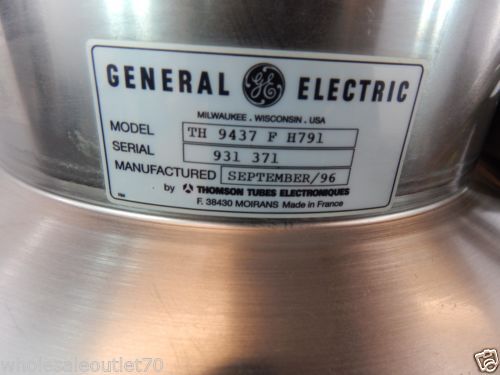 GENERAL GE ELECTRIC
MILWAUKEE . WISCONSIN . USA
MODEL TH 9437 F H791
SERIAL 931 371
MANUFACTURED SEPTEMBER/96
by THOMSON TUBES ELECTRONIQUES
F. 38430 MOIRANS Made in France
wholesaleoutlet70